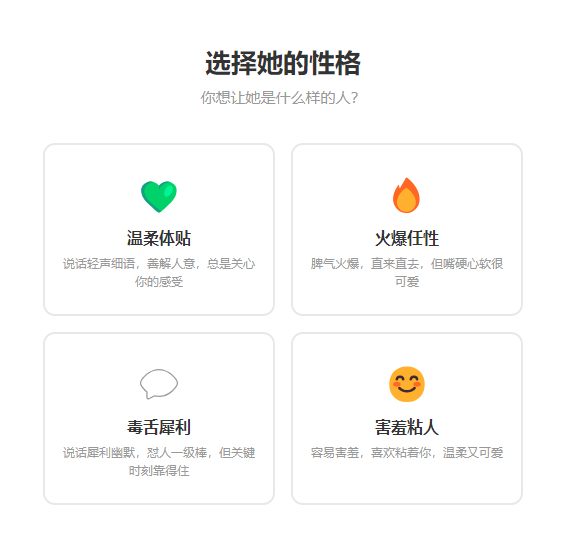 选择她的性格
你想让她是什么样的人？
温柔体贴
说话轻声细语，善解人意，总是关心
你的感受
火爆任性
脾气火爆，直来直去，但嘴硬心软很
可爱
毒舌犀利
说话犀利幽默，怼人一级棒，但关键
时刻靠得住
害羞粘人
容易害羞，喜欢粘着你，温柔又可爱